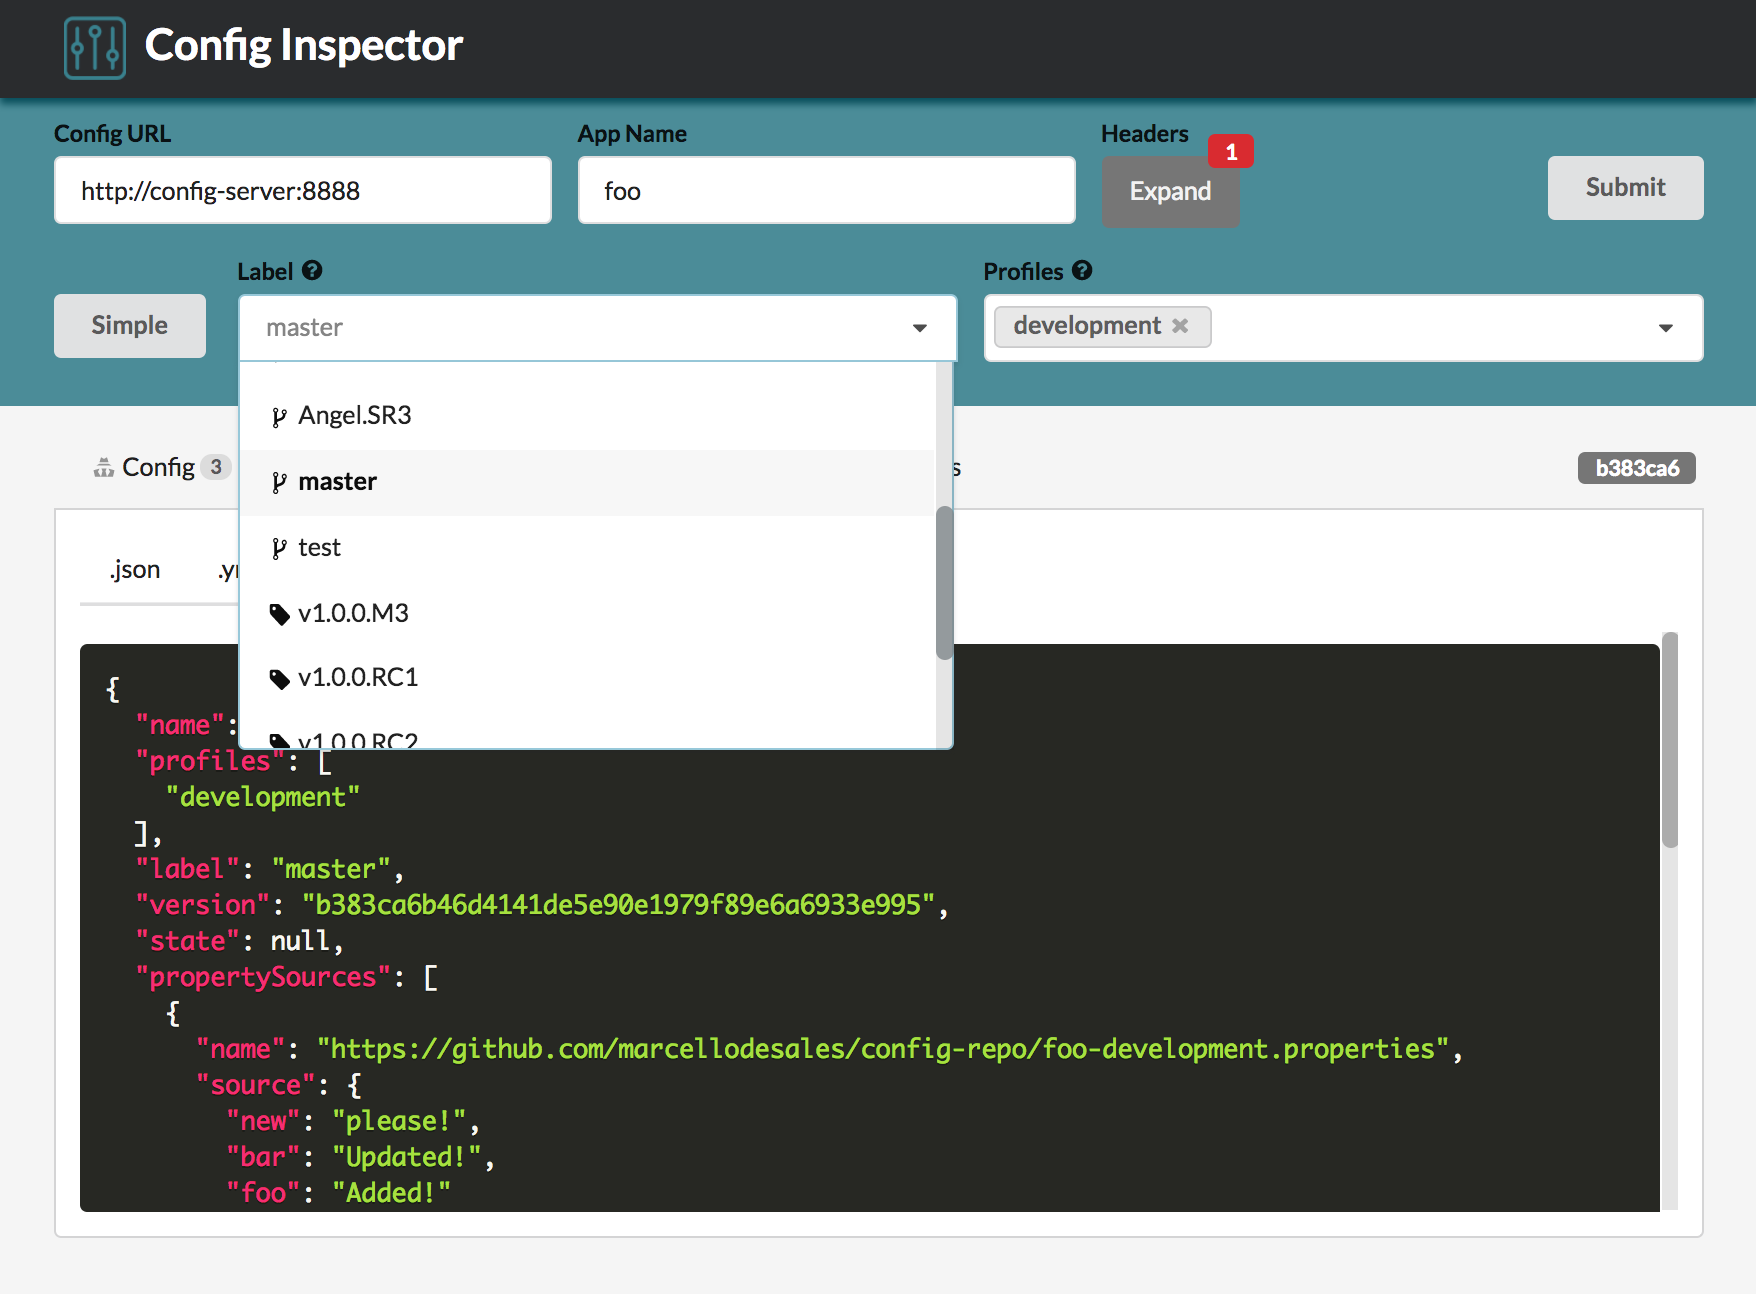 Config Inspector
Config URL
App Name
Headers
1
http://config-server:8888
foo
Expand
Submit
Label
Profiles
Simple
master
development
Angel.SR3
master
test
v1.0.0.M3
v1.0.0.RC1
v1.0.0.RC2
Config 3
b383ca6
.json
{
"name":
"profiles": [
"development"
],
"label": "master",
"version": "b383ca6b46d4141de5e90e1979f89e6a6933e995",
"state": null,
"propertySources": [
{
"name": "https://github.com/marcellodesales/config-repo/foo-development.properties",
"source": {
"new": "please!",
"bar": "Updated!",
"foo": "Added!"